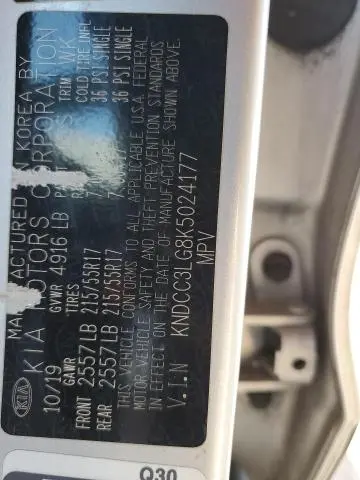 MANUFACTURED IN KOREA BY
KIA MOTORS CORPORATION
KIA
10/19 GVWR 4916 LB TRIM WK
GAWR TIRES COLD TIRE INFL
FRONT 2557LB 215/55R17 36 PSI SINGLE
REAR 2557LB 215/55R17 36 PSI SINGLE
THIS VEHICLE CONFORMS TO ALL APPLICABLE U.S.A. FEDERAL
MOTOR VEHICLE SAFETY AND THEFT PREVENTION STANDARDS
IN EFFECT ON THE DATE OF MANUFACTURE SHOWN ABOVE.
V.I.N KNDCC3LG8K5024177
MPV
Q30